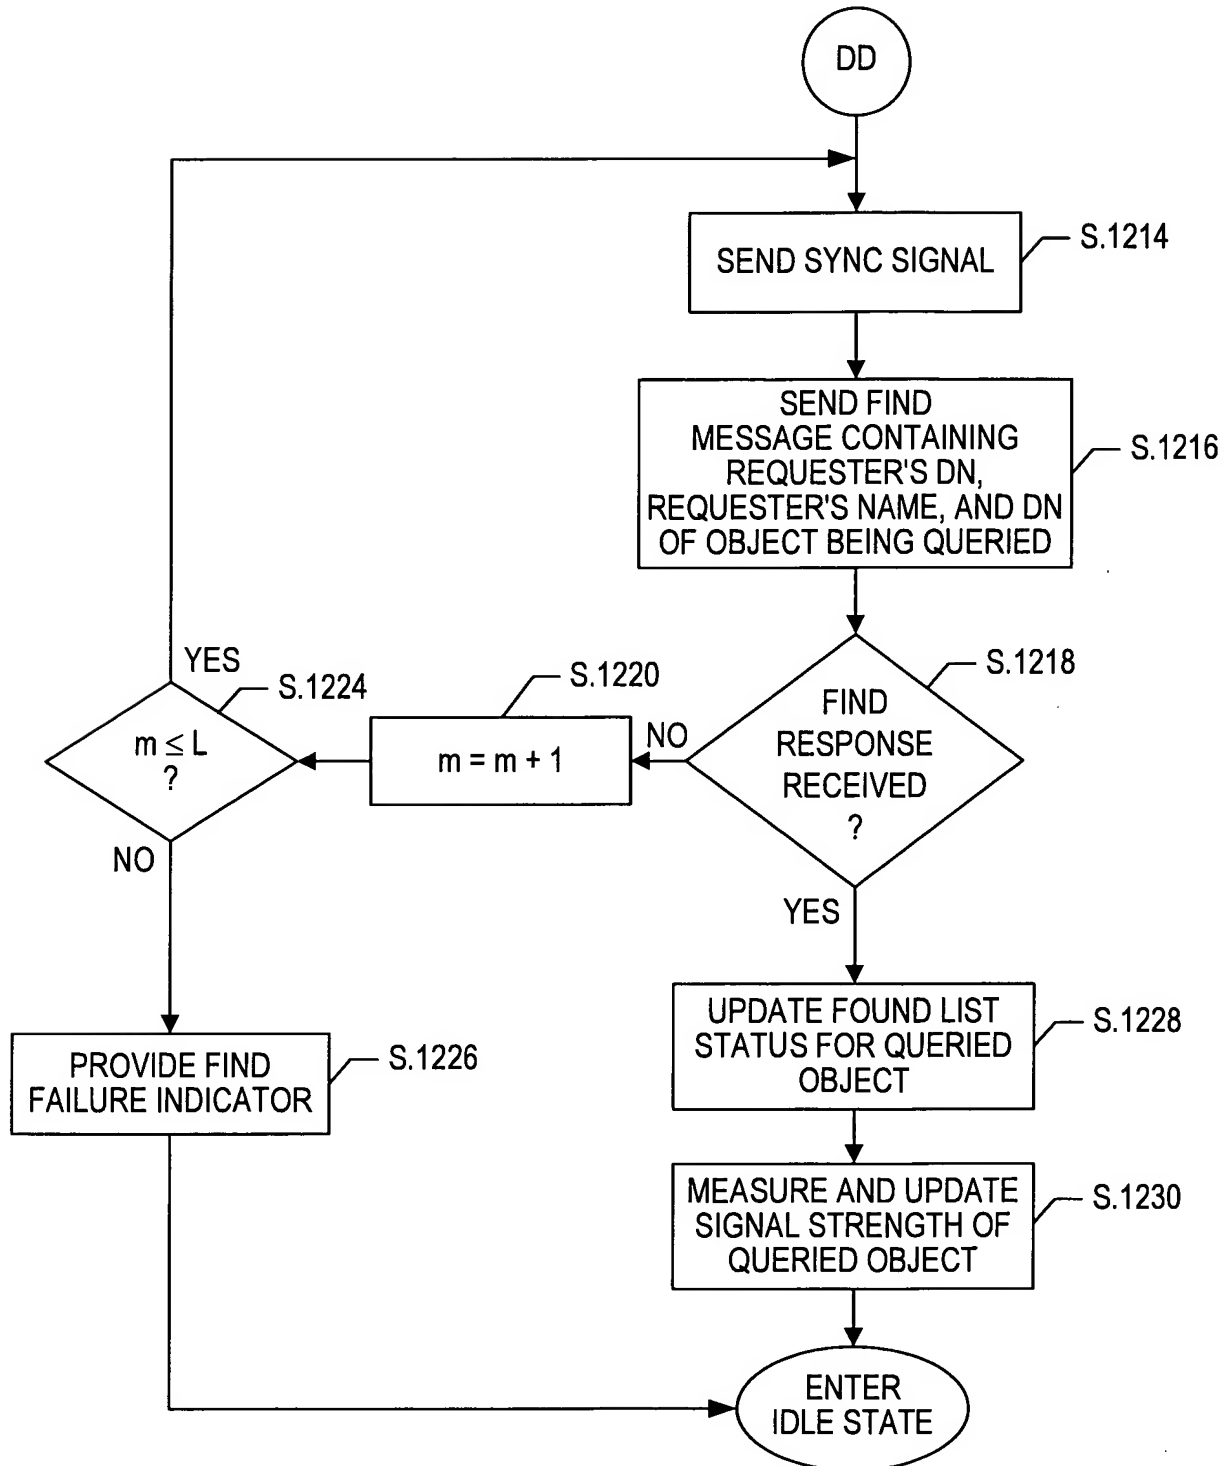 DD
SEND SYNC SIGNAL
S.1214
SEND FIND
MESSAGE CONTAINING
REQUESTER'S DN,
REQUESTER'S NAME, AND DN
OF OBJECT BEING QUERIED
S.1216
FIND
RESPONSE
RECEIVED
?
S.1218
NO
YES
m = m + 1
S.1220
m ≤ L
?
S.1224
YES
NO
PROVIDE FIND
FAILURE INDICATOR
S.1226
UPDATE FOUND LIST
STATUS FOR QUERIED
OBJECT
S.1228
MEASURE AND UPDATE
SIGNAL STRENGTH OF
QUERIED OBJECT
S.1230
ENTER
IDLE STATE